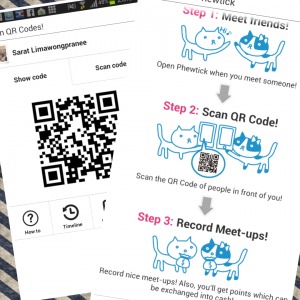 n QR Codes!
Sarat Limawongpranee
Show code
Scan code
How to
Timeline
Phewtick
Step 1: Meet friends!
Open Phewtick when you meet someone!
Step 2: Scan QR Code!
Scan the QR Code of people in front of you!
Step 3: Record Meet-ups!
Record nice meet-ups! Also, you'll get points which can
be exchanged into cash!